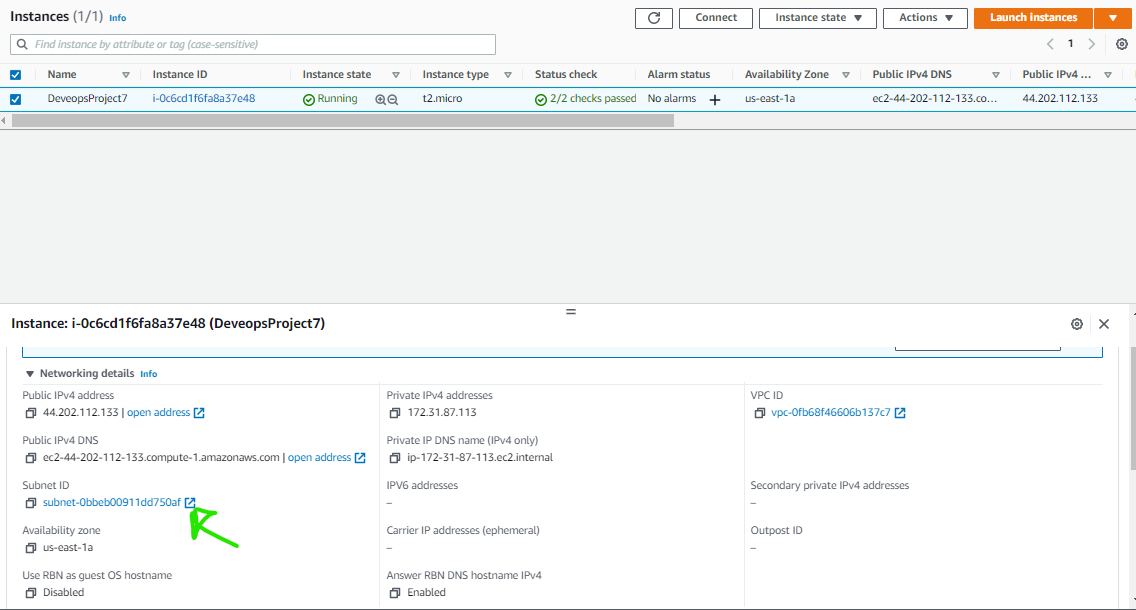 Instances (1/1) Info
Connect
Instance state
Actions
Launch instances
Find instance by attribute or tag (case-sensitive)
1
Name Instance ID Instance state Instance type Status check Alarm status Availability Zone Public IPv4 DNS Public IPv4 ...
DeveopsProject7 i-0c6cd1f6fa8a37e48 Running t2.micro 2/2 checks passed No alarms us-east-1a ec2-44-202-112-133.co... 44.202.112.133
Instance: i-0c6cd1f6fa8a37e48 (DeveopsProject7)
Networking details Info
Public IPv4 address Private IPv4 addresses VPC ID
44.202.112.133 | open address 172.31.87.113 vpc-0fb68f46606b137c7
Public IPv4 DNS Private IP DNS name (IPv4 only)
ec2-44-202-112-133.compute-1.amazonaws.com | open address ip-172-31-87-113.ec2.internal
Subnet ID IPV6 addresses Secondary private IPv4 addresses
subnet-0bbeb00911dd750af – –
Availability zone Carrier IP addresses (ephemeral) Outpost ID
us-east-1a – –
Use RBN as guest OS hostname Answer RBN DNS hostname IPv4
Disabled Enabled